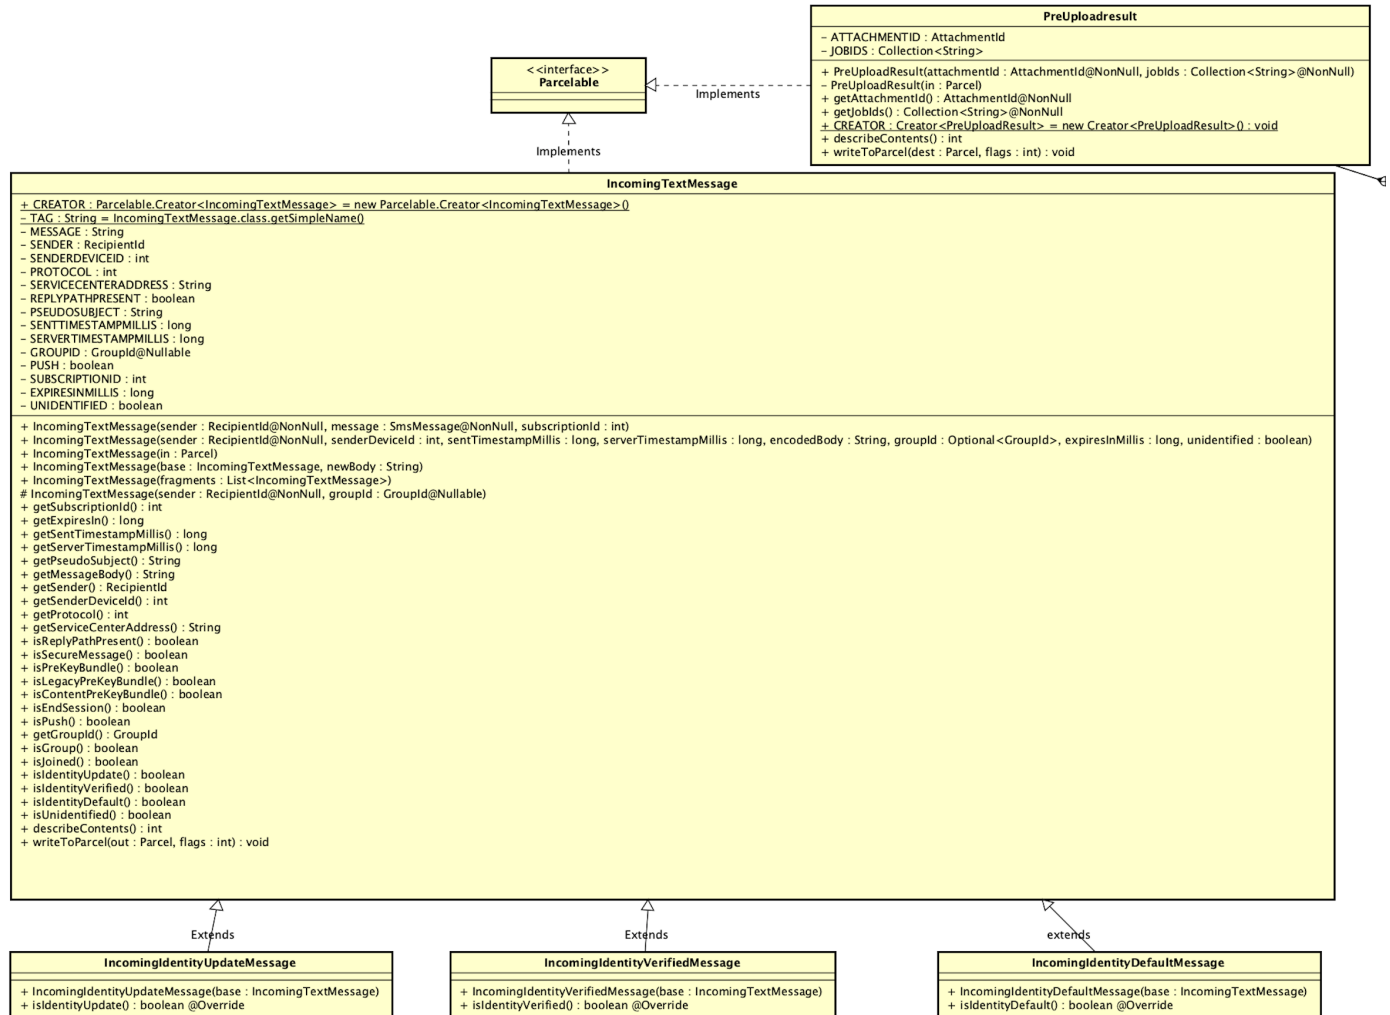 PreUploadresult
– ATTACHMENTID : AttachmentId
– JOBIDS : Collection<String>
+ PreUploadResult(attachmentId : AttachmentId@NonNull, jobIds : Collection<String>@NonNull)
– PreUploadResult(in : Parcel)
+ getAttachmentId() : AttachmentId@NonNull
+ getJobIds() : Collection<String>@NonNull
+ CREATOR : Creator<PreUploadResult> = new Creator<PreUploadResult>() : void
+ describeContents() : int
+ writeToParcel(dest : Parcel, flags : int) : void
<<interface>>
Parcelable
Implements
Implements
IncomingTextMessage
+ CREATOR : Parcelable.Creator<IncomingTextMessage> = new Parcelable.Creator<IncomingTextMessage>()
– TAG : String = IncomingTextMessage.class.getSimpleName()
– MESSAGE : String
– SENDER : RecipientId
– SENDERDEVICEID : int
– PROTOCOL : int
– SERVICECENTERADDRESS : String
– REPLYPATHPRESENT : boolean
– PSEUDOSUBJECT : String
– SENTTIMESTAMPMILLIS : long
– SERVERTIMESTAMPMILLIS : long
– GROUPID : GroupId@Nullable
– PUSH : boolean
– SUBSCRIPTIONID : int
– EXPIRESINMILLIS : long
– UNIDENTIFIED : boolean
+ IncomingTextMessage(sender : RecipientId@NonNull, message : SmsMessage@NonNull, subscriptionId : int)
+ IncomingTextMessage(sender : RecipientId@NonNull, senderDeviceId : int, sentTimestampMillis : long, serverTimestampMillis : long, encodedBody : String, groupId : Optional<GroupId>, expiresInMillis : long, unidentified : boolean)
+ IncomingTextMessage(in : Parcel)
+ IncomingTextMessage(base : IncomingTextMessage, newBody : String)
+ IncomingTextMessage(fragments : List<IncomingTextMessage>)
# IncomingTextMessage(sender : RecipientId@NonNull, groupId : GroupId@Nullable)
+ getSubscriptionId() : int
+ getExpiresIn() : long
+ getSentTimestampMillis() : long
+ getServerTimestampMillis() : long
+ getPseudoSubject() : String
+ getMessageBody() : String
+ getSender() : RecipientId
+ getSenderDeviceId() : int
+ getProtocol() : int
+ getServiceCenterAddress() : String
+ isReplyPathPresent() : boolean
+ isSecureMessage() : boolean
+ isPreKeyBundle() : boolean
+ isLegacyPreKeyBundle() : boolean
+ isContentPreKeyBundle() : boolean
+ isEndSession() : boolean
+ isPush() : boolean
+ getGroupId() : GroupId
+ isGroup() : boolean
+ isJoined() : boolean
+ isIdentityUpdate() : boolean
+ isIdentityVerified() : boolean
+ isIdentityDefault() : boolean
+ isUnidentified() : boolean
+ describeContents() : int
+ writeToParcel(out : Parcel, flags : int) : void
Extends
Extends
extends
IncomingIdentityUpdateMessage
+ IncomingIdentityUpdateMessage(base : IncomingTextMessage)
+ isIdentityUpdate() : boolean @Override
IncomingIdentityVerifiedMessage
+ IncomingIdentityVerifiedMessage(base : IncomingTextMessage)
+ isIdentityVerified() : boolean @Override
IncomingIdentityDefaultMessage
+ IncomingIdentityDefaultMessage(base : IncomingTextMessage)
+ isIdentityDefault() : boolean @Override